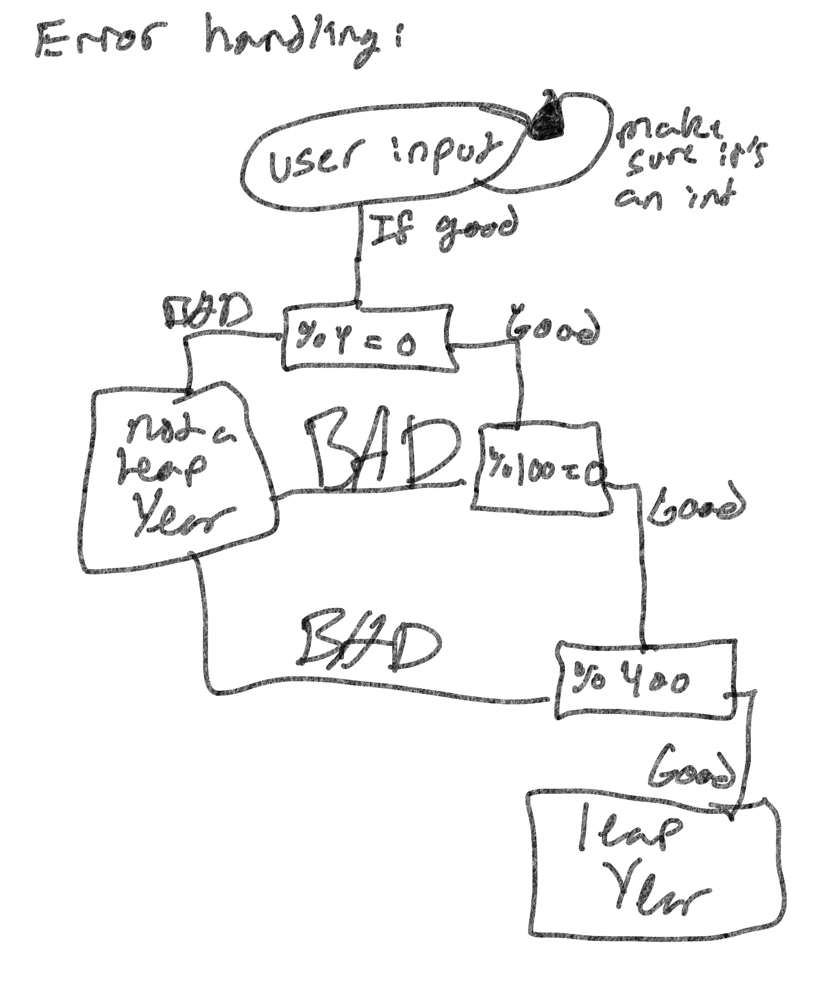 Error handling:
user input
make
sure it's
an int
If good
BAD
%4=0
Good
not a
leap
Year
BAD
%100=0
Good
BAD
%400
Good
leap
Year